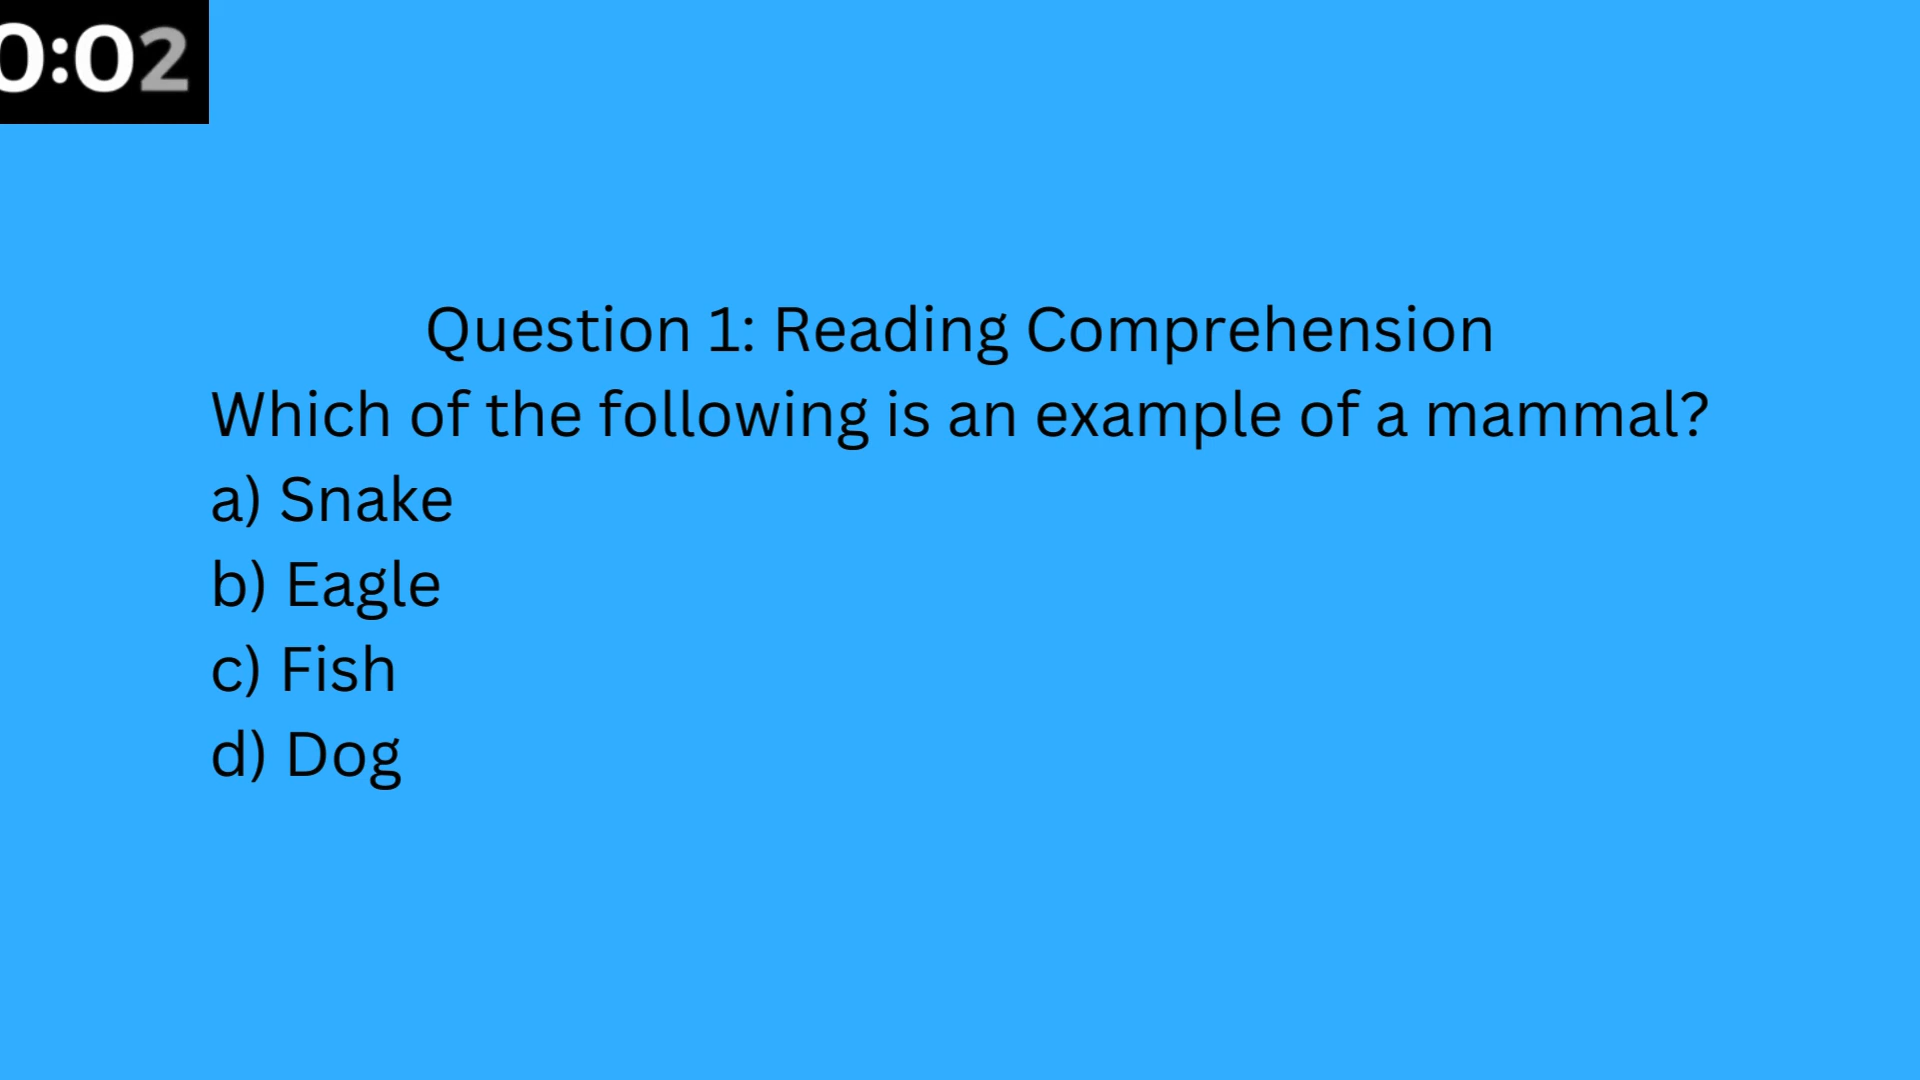 0:02
Question 1: Reading Comprehension
Which of the following is an example of a mammal?
a) Snake
b) Eagle
c) Fish
d) Dog